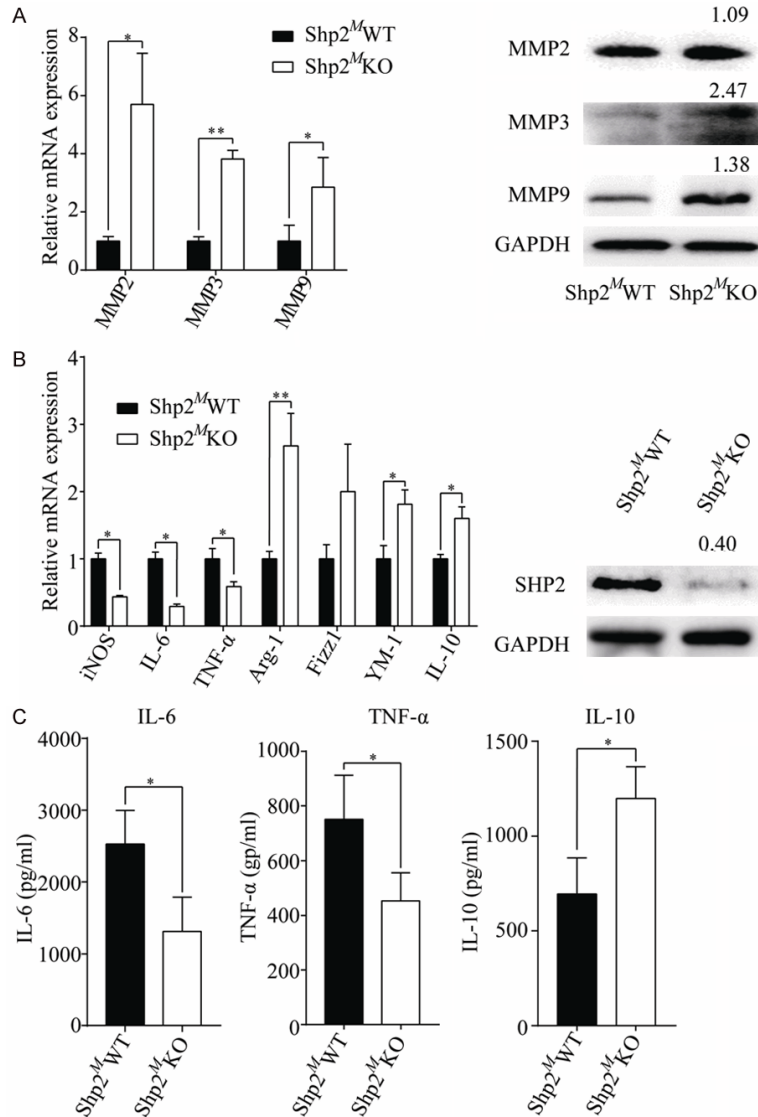 A
Relative mRNA expression
8
6
4
2
0
*
**
*
Shp2^M WT
Shp2^M KO
MMP2
MMP3
MMP9
1.09
MMP2
2.47
MMP3
1.38
MMP9
GAPDH
Shp2^M WT Shp2^M KO
B
Relative mRNA expression
4
3
2
1
0
Shp2^M WT
Shp2^M KO
*
*
*
**
*
*
iNOS
IL-6
TNF-α
Arg-1
Fizz1
YM-1
IL-10
Shp2^M WT
Shp2^M KO
0.40
SHP2
GAPDH
C
IL-6
IL-6 (pg/ml)
4000
3000
2000
1000
0
*
Shp2^M WT
Shp2^M KO
TNF-α
TNF-α (gp/ml)
1000
800
600
400
200
0
*
Shp2^M WT
Shp2^M KO
IL-10
IL-10 (pg/ml)
1500
1000
500
0
*
Shp2^M WT
Shp2^M KO